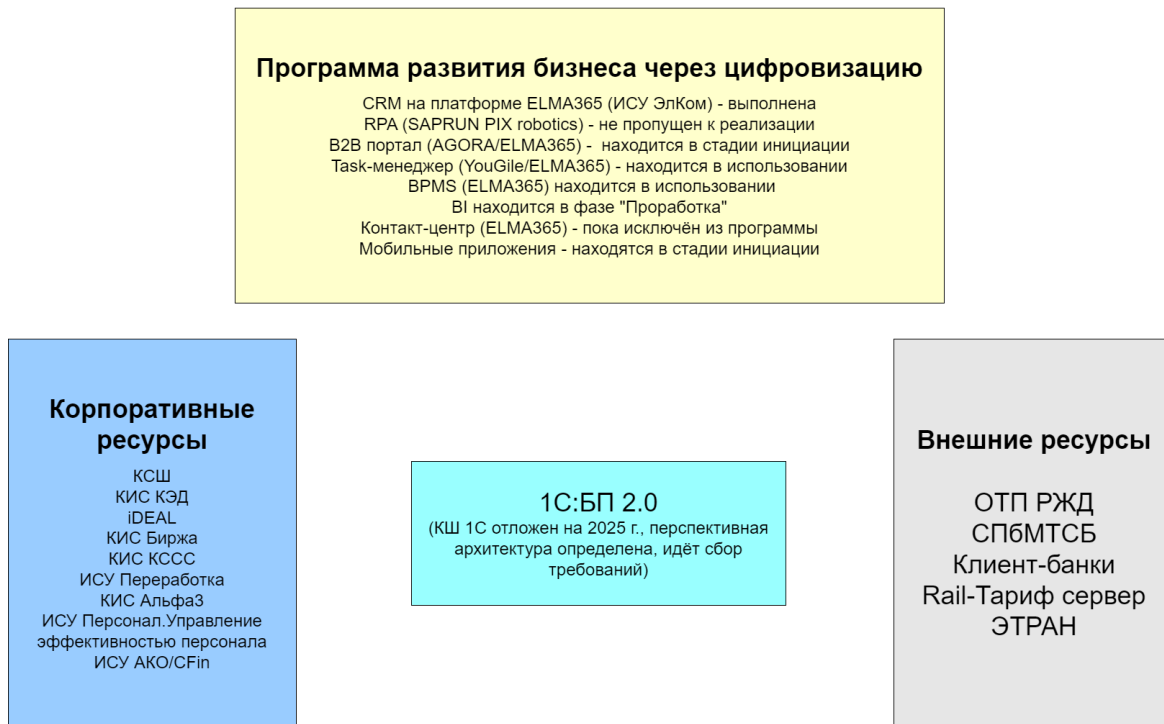 Программа развития бизнеса через цифровизацию
CRM на платформе ELMA365 (ИСУ ЭлКом) - выполнена
RPA (SAPRUN PIX robotics) - не пропущен к реализации
B2B портал (AGORA/ELMA365) - находится в стадии инициации
Task-менеджер (YouGile/ELMA365) - находится в использовании
BPMS (ELMA365) находится в использовании
BI находится в фазе "Проработка"
Контакт-центр (ELMA365) - пока исключён из программы
Мобильные приложения - находятся в стадии инициации
Корпоративные
ресурсы
КСШ
КИС КЭД
iDEAL
КИС Биржа
КИС КССС
ИСУ Переработка
КИС Альфа3
ИСУ Персонал.Управление
эффективностью персонала
ИСУ АКО/CFin
1С:БП 2.0
(КШ 1С отложен на 2025 г., перспективная
архитектура определена, идёт сбор
требований)
Внешние ресурсы
ОТП РЖД
СПбМТСБ
Клиент-банки
Rail-Тариф сервер
ЭТРАН